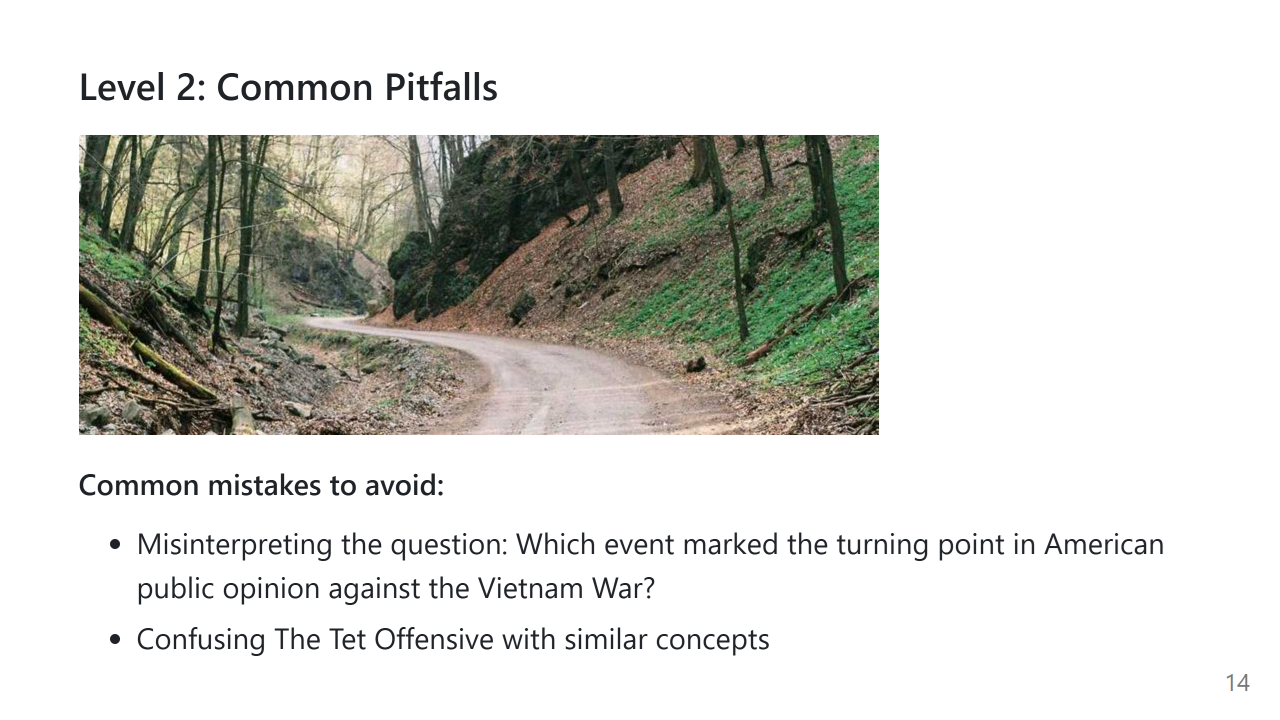 Level 2: Common Pitfalls
Common mistakes to avoid:
• Misinterpreting the question: Which event marked the turning point in American
public opinion against the Vietnam War?
• Confusing The Tet Offensive with similar concepts
14